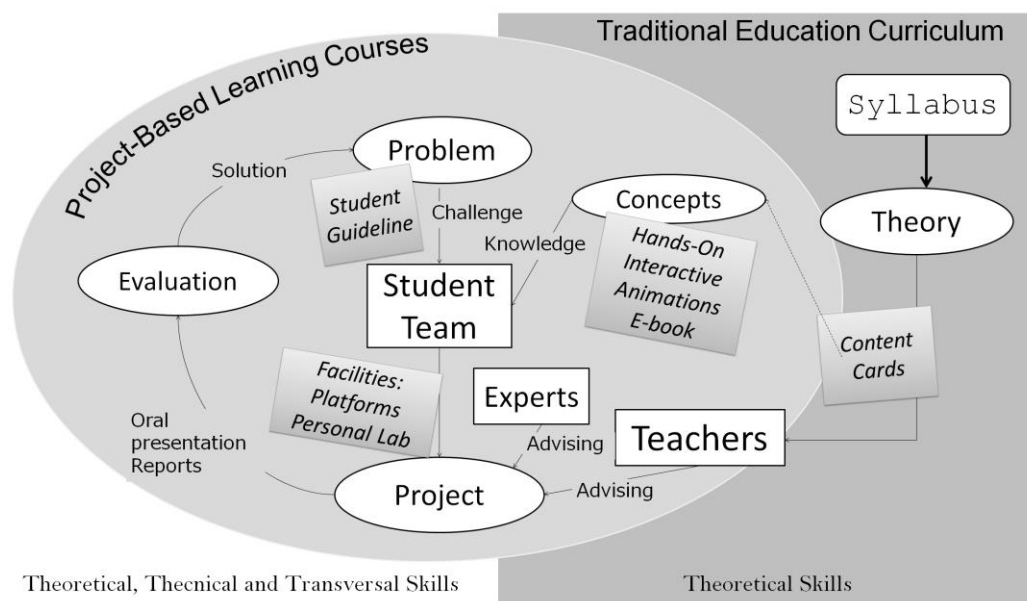 Traditional Education Curriculum
Project-Based Learning Courses
Syllabus
Problem
Solution
Student
Guideline
Challenge
Concepts
Theory
Knowledge
Hands-On
Interactive
Animations
E-book
Evaluation
Student
Team
Content
Cards
Facilities:
Platforms
Personal Lab
Experts
Oral
presentation
Reports
Advising
Teachers
Project
Advising
Theoretical, Thecnical and Transversal Skills
Theoretical Skills